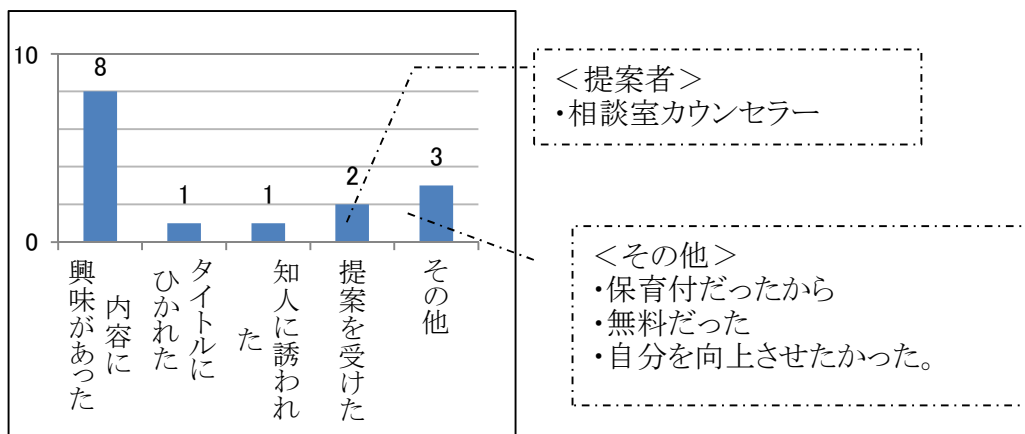 10
0
8
1
1
2
3
内容に
興味があった
タイトルに
ひかれた
知人に誘われ
た
提案を受けた
その他
＜提案者＞
・相談室カウンセラー
＜その他＞
・保育付だったから
・無料だった
・自分を向上させたかった。